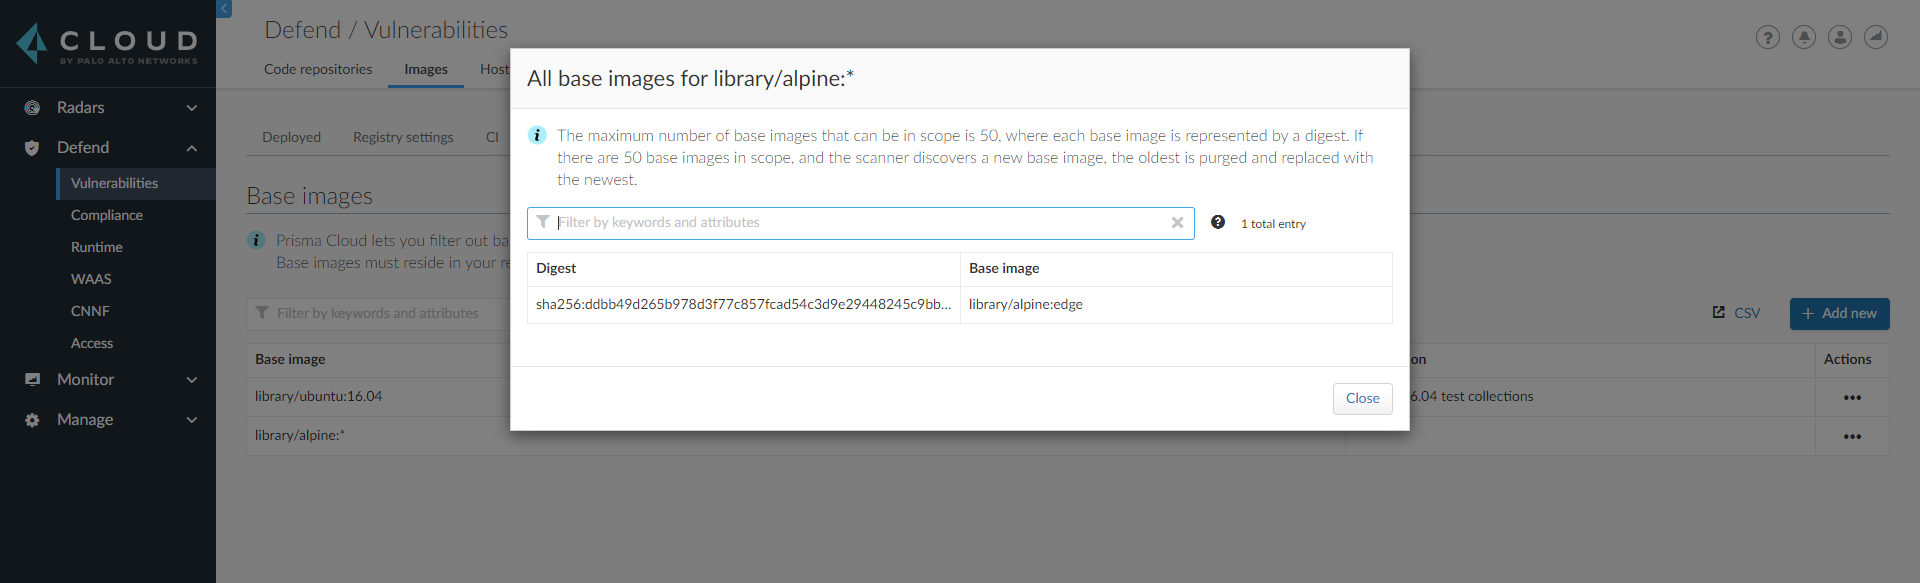 CLOUD
BY PALO ALTO NETWORKS
Radars
Defend
Vulnerabilities
Compliance
Runtime
WAAS
CNNF
Access
Monitor
Manage
Defend / Vulnerabilities
Code repositories Images Host
Deployed Registry settings CI
Base images
Prisma Cloud lets you filter out ba
Base images must reside in your re
Filter by keywords and attributes
CSV
+ Add new
Base image on Actions
library/ubuntu:16.04 6.04 test collections •••
library/alpine:* •••
All base images for library/alpine:*
The maximum number of base images that can be in scope is 50, where each base image is represented by a digest. If
there are 50 base images in scope, and the scanner discovers a new base image, the oldest is purged and replaced with
the newest.
Filter by keywords and attributes
1 total entry
Digest Base image
sha256:ddbb49d265b978d3f77c857fcad54c3d9e29448245c9bb... library/alpine:edge
Close